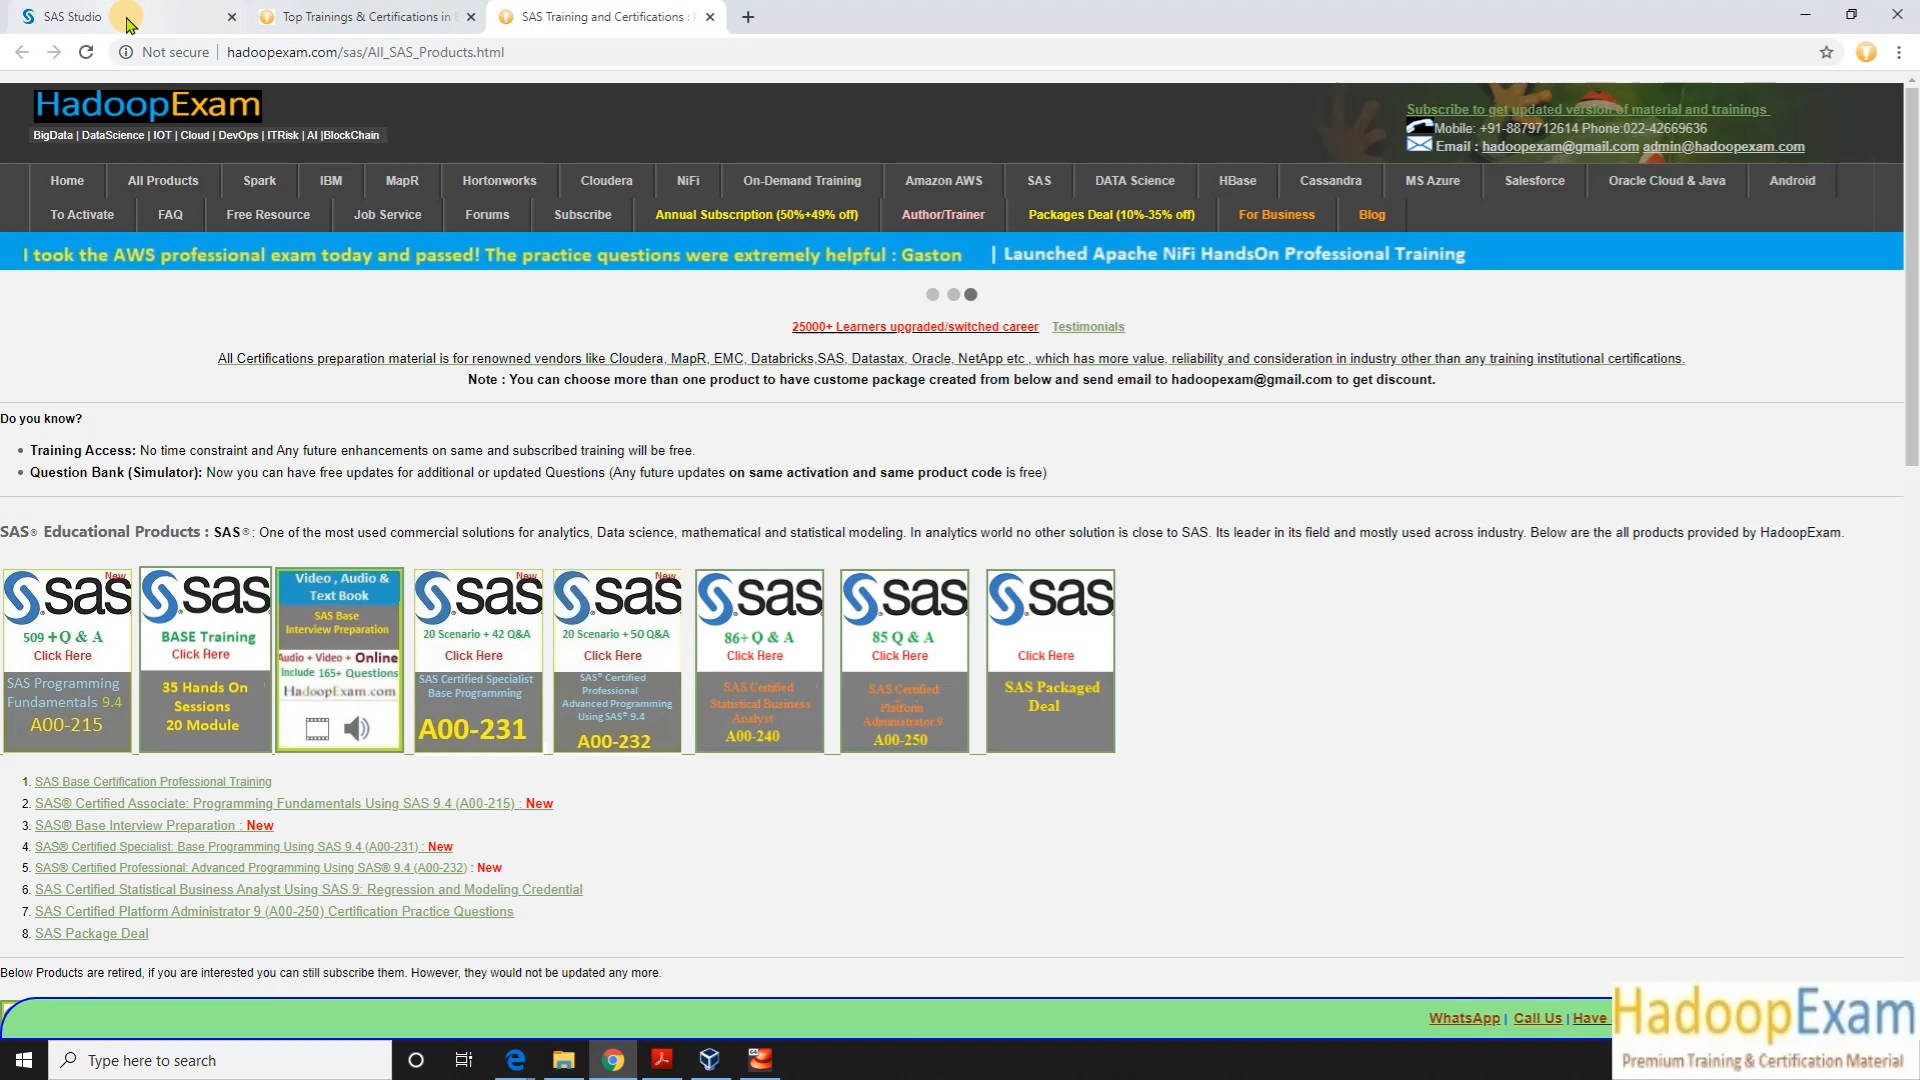 SAS Studio
Top Trainings & Certifications in
SAS Training and Certifications :
Not secure
hadoopexam.com/sas/All_SAS_Products.html
HadoopExam
BigData | DataScience | IOT | Cloud | DevOps | ITRisk | AI |BlockChain
Subscribe to get updated version of material and trainings
Mobile: +91-8879712614 Phone:022-42669636
Email : hadoopexam@gmail.com admin@hadoopexam.com
Home All Products Spark IBM MapR Hortonworks Cloudera NiFi On-Demand Training Amazon AWS SAS DATA Science HBase Cassandra MS Azure Salesforce Oracle Cloud & Java Android
To Activate FAQ Free Resource Job Service Forums Subscribe Annual Subscription (50%+49% off) Author/Trainer Packages Deal (10%-35% off) For Business Blog
I took the AWS professional exam today and passed! The practice questions were extremely helpful : Gaston | Launched Apache NiFi HandsOn Professional Training
25000+ Learners upgraded/switched career Testimonials
All Certifications preparation material is for renowned vendors like Cloudera, MapR, EMC, Databricks,SAS, Datastax, Oracle, NetApp etc , which has more value, reliability and consideration in industry other than any training institutional certifications.
Note : You can choose more than one product to have custome package created from below and send email to hadoopexam@gmail.com to get discount.
Do you know?
• Training Access: No time constraint and Any future enhancements on same and subscribed training will be free.
• Question Bank (Simulator): Now you can have free updates for additional or updated Questions (Any future updates on same activation and same product code is free)
SAS® Educational Products : SAS®: One of the most used commercial solutions for analytics, Data science, mathematical and statistical modeling. In analytics world no other solution is close to SAS. Its leader in its field and mostly used across industry. Below are the all products provided by HadoopExam.
New
sas
509 +Q & A
Click Here
SAS Programming
Fundamentals 9.4
A00-215
sas
BASE Training
Click Here
35 Hands On
Sessions
20 Module
Video , Audio &
Text Book
SAS Base
Interview Preparation
Audio + Video + Online
Include 165+ Questions
HadoopExam.com
New
sas
20 Scenario + 42 Q&A
Click Here
SAS Certified Specialist
Base Programming
A00-231
New
sas
20 Scenario + 50 Q&A
Click Here
SAS® Certified
Professional
Advanced Programming
Using SAS® 9.4
A00-232
sas
86+ Q & A
Click Here
SAS Certified
Statistical Business
Analyst
A00-240
sas
85 Q & A
Click Here
SAS Certified
Platform
Administrator 9
A00-250
sas
Click Here
SAS Packaged
Deal
1. SAS Base Certification Professional Training
2. SAS® Certified Associate: Programming Fundamentals Using SAS 9.4 (A00-215) : New
3. SAS® Base Interview Preparation : New
4. SAS® Certified Specialist: Base Programming Using SAS 9.4 (A00-231) : New
5. SAS® Certified Professional: Advanced Programming Using SAS® 9.4 (A00-232) : New
6. SAS Certified Statistical Business Analyst Using SAS 9: Regression and Modeling Credential
7. SAS Certified Platform Administrator 9 (A00-250) Certification Practice Questions
8. SAS Package Deal
Below Products are retired, if you are interested you can still subscribe them. However, they would not be updated any more.
WhatsApp | Call Us | Have
HadoopExam
Premium Training & Certification Material
Type here to search